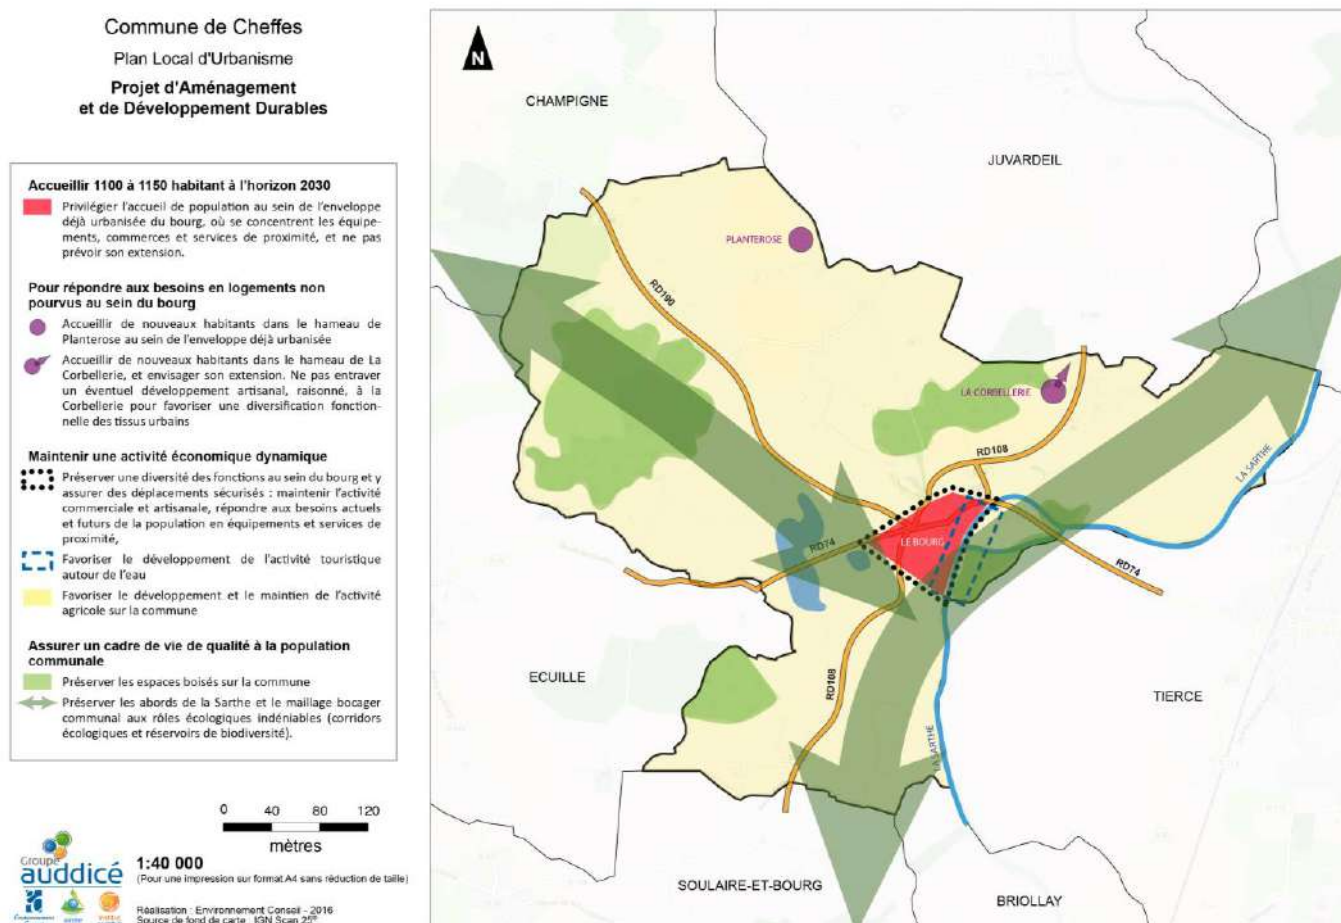 Commune de Cheffes
Plan Local d'Urbanisme
Projet d'Aménagement
et de Développement Durables
Accueillir 1100 à 1150 habitant à l'horizon 2030
Privilégier l'accueil de population au sein de l'enveloppe
déjà urbanisée du bourg, où se concentrent les équipe-
ments, commerces et services de proximité, et ne pas
prévoir son extension.
Pour répondre aux besoins en logements non
pourvus au sein du bourg
Accueillir de nouveaux habitants dans le hameau de
Planterose au sein de l'enveloppe déjà urbanisée
Accueillir de nouveaux habitants dans le hameau de La
Corbellerie, et envisager son extension. Ne pas entraver
un éventuel développement artisanal, raisonné, à la
Corbellerie pour favoriser une diversification fonction-
nelle des tissus urbains
Maintenir une activité économique dynamique
Préserver une diversité des fonctions au sein du bourg et y
assurer des déplacements sécurisés : maintenir l'activité
commerciale et artisanale, répondre aux besoins actuels
et futurs de la population en équipements et services de
proximité,
Favoriser le développement de l'activité touristique
autour de l'eau
Favoriser le développement et le maintien de l'activité
agricole sur la commune
Assurer un cadre de vie de qualité à la population
communale
Préserver les espaces boisés sur la commune
Préserver les abords de la Sarthe et le maillage bocager
communal aux rôles écologiques indéniables (corridors
écologiques et réservoirs de biodiversité).
0 40 80 120
mètres
Groupe
auddicé
1:40 000
(Pour une impression sur format A4 sans réduction de taille)
Réalisation : Environnement Conseil - 2016
Source de fond de carte : IGN Scan 25®
N
CHAMPIGNE
JUVARDEIL
PLANTEROSE
RD190
LA CORBELLERIE
RD108
LA SARTHE
LE BOURG
RD74
RD74
ECUILLE
RD108
LA SARTHE
TIERCE
SOULAIRE-ET-BOURG
BRIOLLAY